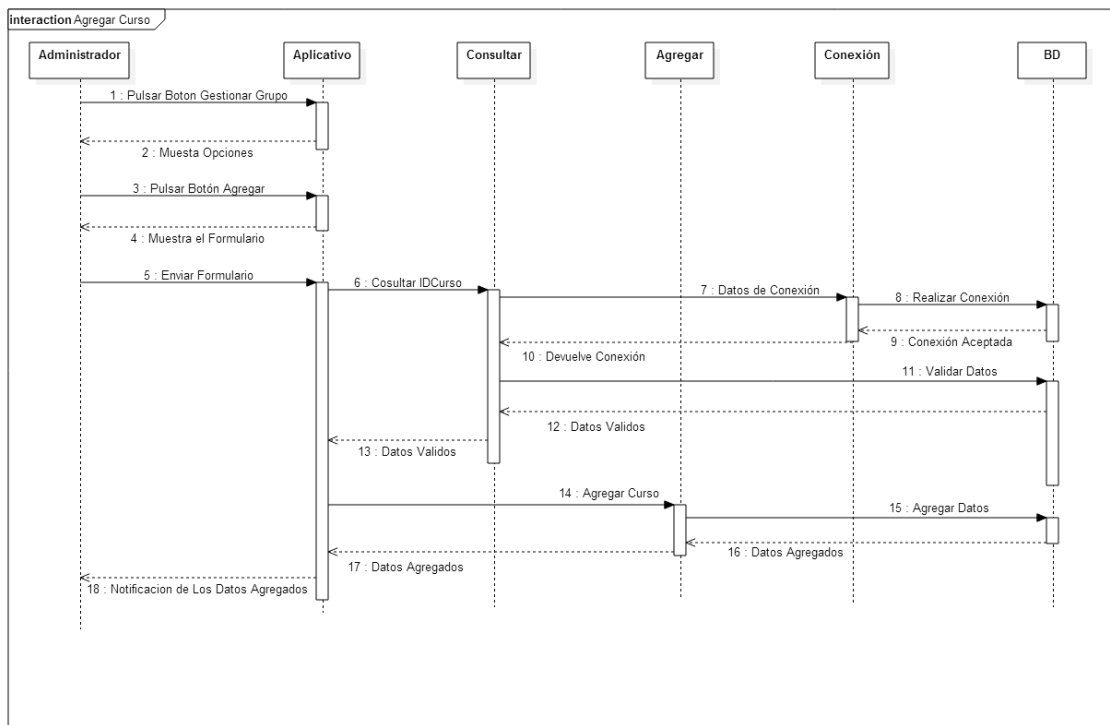 interaction Agregar Curso
Administrador
Aplicativo
Consultar
Agregar
Conexión
BD
1 : Pulsar Boton Gestionar Grupo
2 : Muesta Opciones
3 : Pulsar Botón Agregar
4 : Muestra el Formulario
5 : Enviar Formulario
6 : Cosultar IDCurso
7 : Datos de Conexión
8 : Realizar Conexión
9 : Conexión Aceptada
10 : Devuelve Conexión
11 : Validar Datos
12 : Datos Validos
13 : Datos Validos
14 : Agregar Curso
15 : Agregar Datos
16 : Datos Agregados
17 : Datos Agregados
18 : Notificacion de Los Datos Agregados